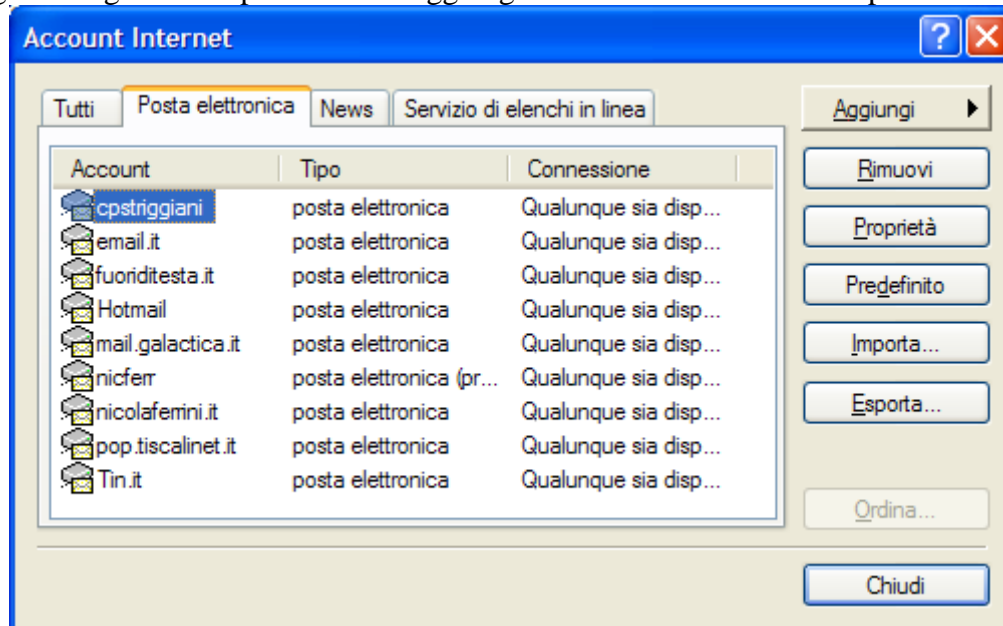 Account Internet
Tutti Posta elettronica News Servizio di elenchi in linea
Account Tipo Connessione
cpstriggiani posta elettronica Qualunque sia disp...
email.it posta elettronica Qualunque sia disp...
fuoriditesta.it posta elettronica Qualunque sia disp...
Hotmail posta elettronica Qualunque sia disp...
mail.galactica.it posta elettronica Qualunque sia disp...
nicferr posta elettronica (pr... Qualunque sia disp...
nicolaferrini.it posta elettronica Qualunque sia disp...
pop.tiscalinet.it posta elettronica Qualunque sia disp...
Tin.it posta elettronica Qualunque sia disp...
Aggiungi
Rimuovi
Proprietà
Predefinito
Importa...
Esporta...
Ordina...
Chiudi